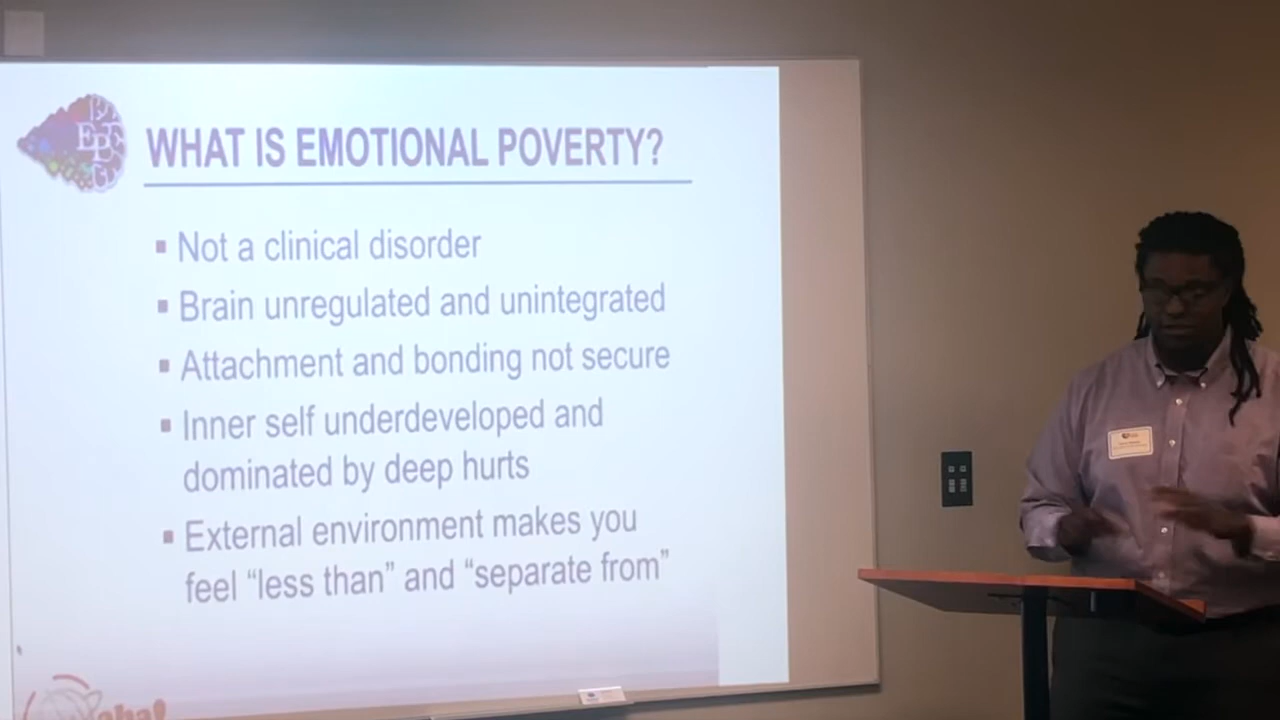 WHAT IS EMOTIONAL POVERTY?
▪ Not a clinical disorder
▪ Brain unregulated and unintegrated
▪ Attachment and bonding not secure
▪ Inner self underdeveloped and
dominated by deep hurts
▪ External environment makes you
feel “less than” and “separate from”
aha!